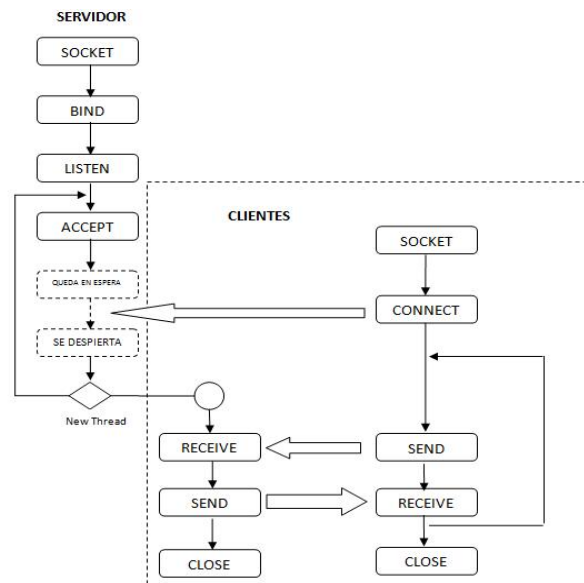 SERVIDOR
SOCKET
BIND
LISTEN
ACCEPT
QUEDA EN ESPERA
SE DESPIERTA
New Thread
CLIENTES
SOCKET
CONNECT
RECEIVE
SEND
SEND
RECEIVE
CLOSE
CLOSE